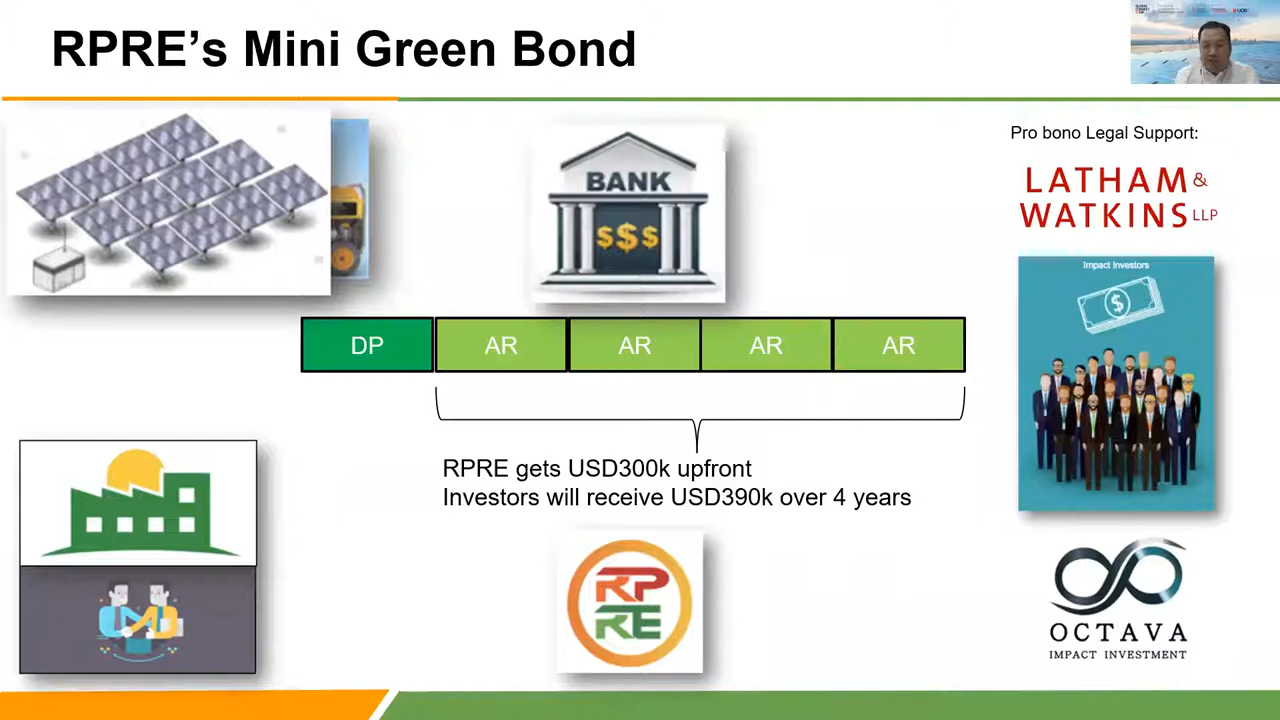 RPRE's Mini Green Bond
Pro bono Legal Support:
LATHAM &
WATKINS LLP
BANK
$$$
Impact Investors
$
DP AR AR AR AR
RPRE gets USD300k upfront
Investors will receive USD390k over 4 years
RP
RE
OCTAVA
IMPACT INVESTMENT